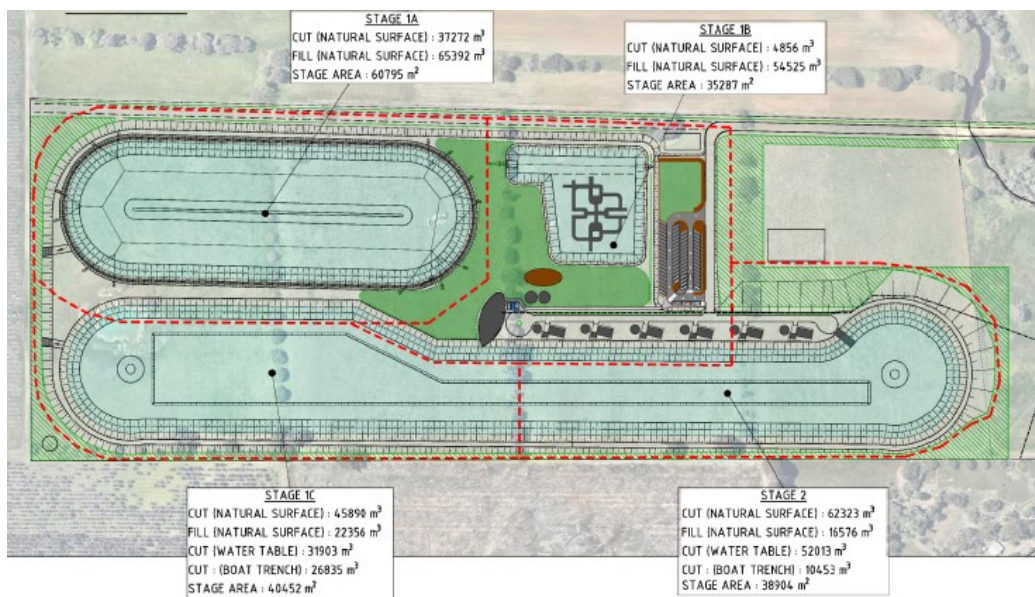 STAGE 1A
CUT (NATURAL SURFACE) : 37272 m³
FILL (NATURAL SURFACE) : 65392 m³
STAGE AREA : 60795 m²
STAGE 1B
CUT (NATURAL SURFACE) : 4856 m³
FILL (NATURAL SURFACE) : 54525 m³
STAGE AREA : 35287 m²
STAGE 1C
CUT (NATURAL SURFACE) : 45890 m³
FILL (NATURAL SURFACE) : 22356 m³
CUT (WATER TABLE) : 31903 m³
CUT : (BOAT TRENCH) : 26835 m³
STAGE AREA : 40452 m²
STAGE 2
CUT (NATURAL SURFACE) : 62323 m³
FILL (NATURAL SURFACE) : 16576 m³
CUT (WATER TABLE) : 52013 m³
CUT : (BOAT TRENCH) : 10453 m³
STAGE AREA : 38904 m²